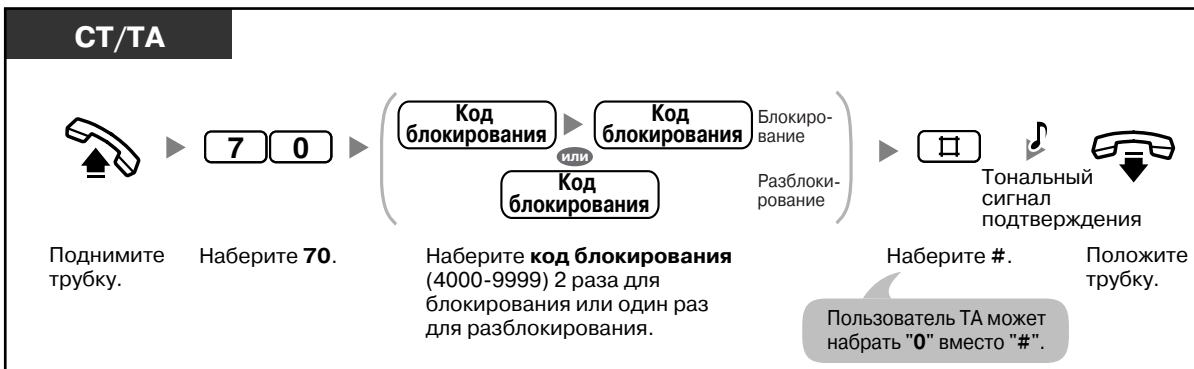 СТ/ТА
Код блокирования
Код блокирования
Блокиро-
вание
или
Код блокирования
Разблоки-
рование
7 0
#
Тональный
сигнал
подтверждения
Поднимите
трубку.
Наберите 70.
Наберите код блокирования
(4000-9999) 2 раза для
блокирования или один раз
для разблокирования.
Наберите #.
Положите
трубку.
Пользователь ТА может
набрать "0" вместо "#".